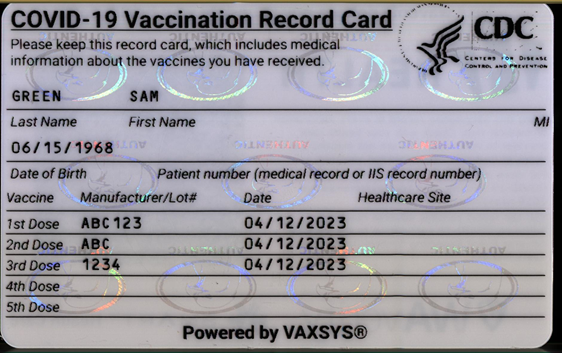 COVID-19 Vaccination Record Card
CDC
Please keep this record card, which includes medical
information about the vaccines you have received.
CENTERS FOR DISEASE
CONTROL AND PREVENTION
GREEN SAM
Last Name First Name MI
06/15/1968
Date of Birth Patient number (medical record or IIS record number)
Vaccine Manufacturer/Lot# Date Healthcare Site
1st Dose ABC123 04/12/2023
2nd Dose ABC 04/12/2023
3rd Dose 1234 04/12/2023
4th Dose
5th Dose
Powered by VAXSYS®
AUTHENTIC
AUTHENTIC
AUTHENTIC